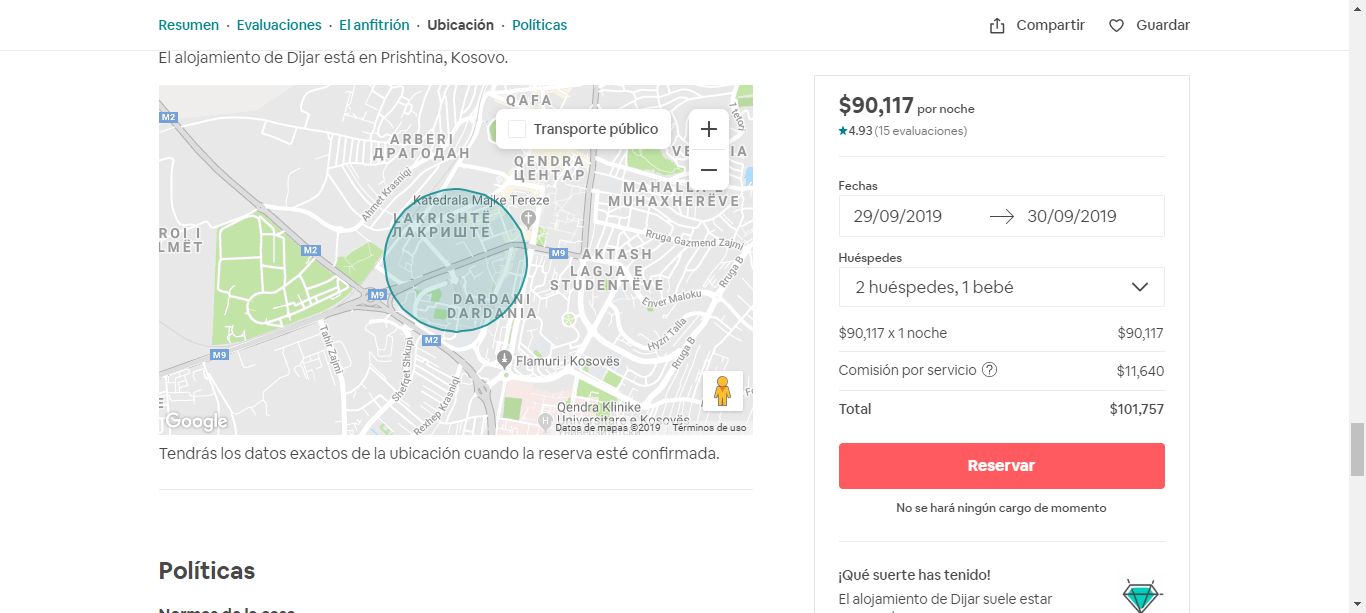 Resumen · Evaluaciones · El anfitrión · Ubicación · Políticas
Compartir
Guardar
El alojamiento de Dijar está en Prishtina, Kosovo.
QAFA
M2
Transporte público
+
−
ARBERI
ДРАГОДАН
QENDRA
ЦЕНТАР
Ahmet Krasniqi
MUHAXHERËVE
Katedrala Majke Tereze
LAKRISHTË
ЛАКРИШТЕ
M2
M9
AKTASH
Rruga Gazmend Zajmi
Rruga B
LAGJA E
STUDENTËVE
M9
DARDANI
DARDANIA
Enver Maloku
M2
M9
Tahir Zajmi
Shefqet Shkupi
Hyzri Talla
Rruga B
Flamuri i Kosovës
Rexhep Krasniqi
Qendra Klinike
Universitare e Kosovës
Google
Datos de mapas ©2019
Términos de uso
Tendrás los datos exactos de la ubicación cuando la reserva esté confirmada.
Políticas
Normas de la casa
$90,117 por noche
★4.93 (15 evaluaciones)
Fechas
29/09/2019 → 30/09/2019
Huéspedes
2 huéspedes, 1 bebé
$90,117 x 1 noche $90,117
Comisión por servicio ? $11,640
Total $101,757
Reservar
No se hará ningún cargo de momento
¡Qué suerte has tenido!
El alojamiento de Dijar suele estar